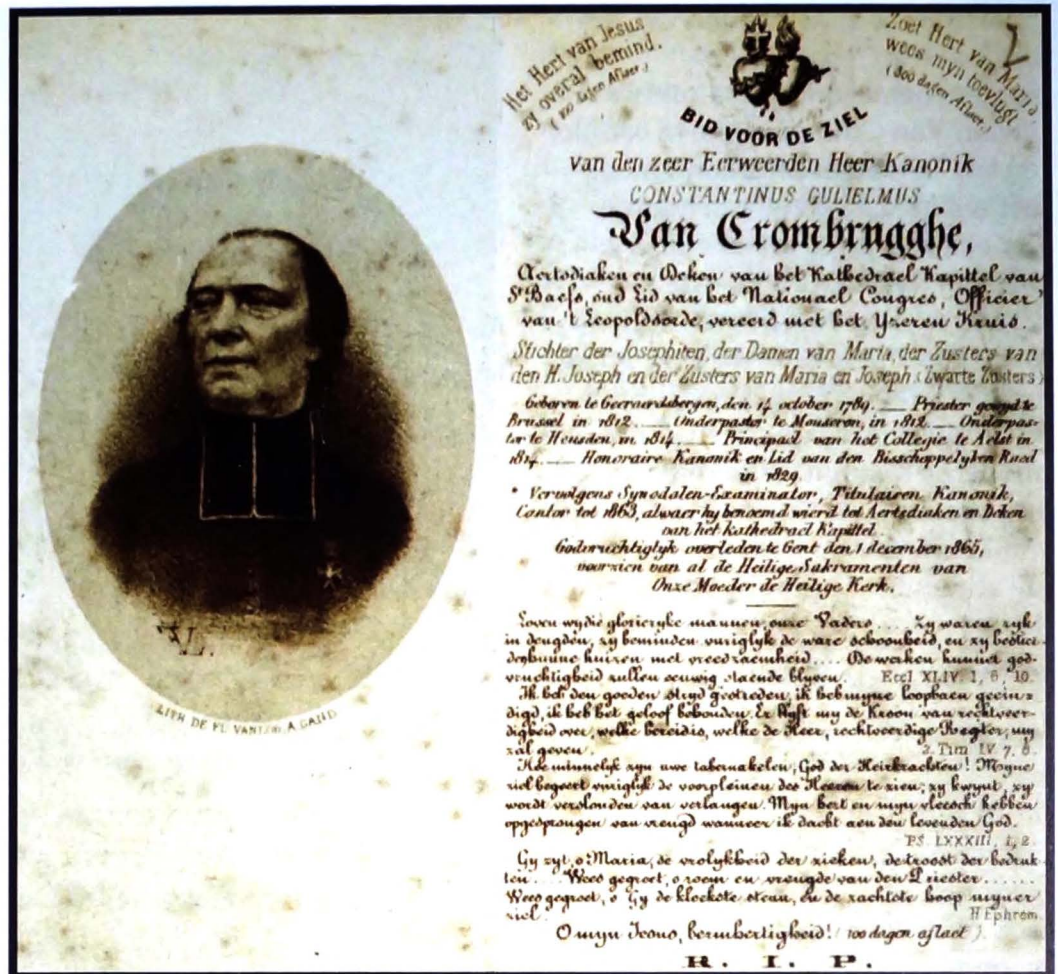 Het Hert van Jesus
zy overal bemind.
(100 dagen Aflaet.)
Zoet Hert van Maria
wees myn toevlugt
(300 dagen Aflaet.)
BID VOOR DE ZIEL
van den zeer Eerweerden Heer Kanonik
CONSTANTINUS GULIELMUS
Van Crombrugghe,
Aertsdiaken en Deken van het Kathedrael Kapittel van
St Baefs, oud Lid van het Nationael Congres, Officier
van 't Leopoldsorde, vereerd met het Yzeren Kruis.
Stichter der Josephiten, der Damen van Maria, der Zusters van
den H. Joseph en der Zusters van Maria en Joseph (Zwarte Zusters)
Geboren te Geeraardsbergen, den 14 october 1789. — Priester gewyd te
Brussel in 1812. — Onderpastor te Mouseron, in 1812. — Onderpas-
tor te Heusden, in 1814. — Principael van het Collegie te Aelst in
1814. — Honoraire Kanonik en Lid van den Bisschoppelyken Raed
in 1829.
Vervolgens Synodalen-Examinator, Titulairen Kanonik,
Cantor tot 1863, alwaer hy benoemd wierd tot Aertsdiaken en Deken
van het Kathedrael Kapittel.
Godvruchtiglyk overleden te Gent den 1 december 1865,
voorzien van al de Heilige Sakramenten van
Onze Moeder de Heilige Kerk.
Loven wy die gloriciryke mannen, onze Vaders.... Zy waren ryk
in deugden, zy beminden vuriglyk de ware schoonheid, en zy bestier-
den hunne huizen met vreedzaemheid.... De werken hunner god-
vruchtigheid zullen eeuwig staende blyven. Eccl XLIV. 1, 6, 10.
Ik heb den goeden stryd gestreden, ik heb myne loopbaen geëin-
digd, ik heb het geloof behouden. Er blyft my de Kroon van rechtveer-
digheid over, welke bereid is, welke de Heer, rechtveerdige Regter, my
zal geven. 2. Tim IV. 7, 8.
Hoe minnelyk zyn uwe tabernakelen, God der Heirkrachten! Myne
ziel begeert vuriglyk de voorpleinen des Heeren te zien; zy kwynt, zy
wordt verslonden van verlangen. Myn hert en myn vleesch hebben
opgesprongen van vreugd wanneer ik dacht aen den levenden God.
PS. LXXXIII, 1, 2.
Gy zyt, o Maria, de vrolykheid der zieken, de troost der bedruk-
ten.... Wees gegroet, o roem en vreugde van den Priester......
Wees gegroet, o Gy de kloekste steun, en de zachtste hoop myner
ziel. H Ephrem
O myn Jesus, bermhertigheid! (100 dagen aflaet).
R. I. P.
LITH DE FL. A GAND